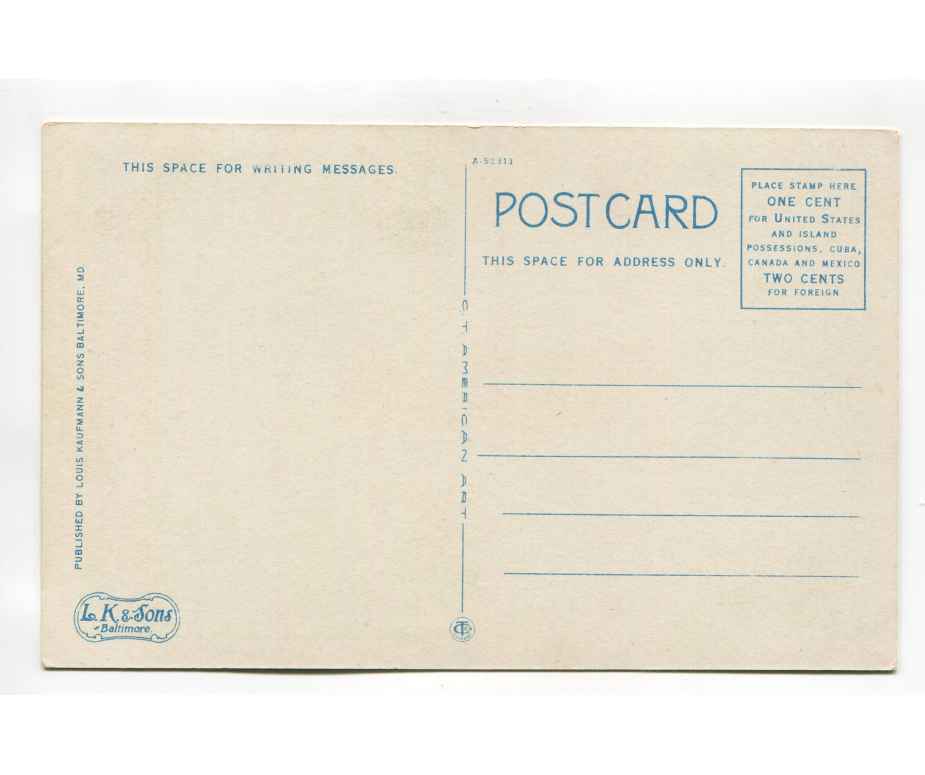 THIS SPACE FOR WRITING MESSAGES.
PUBLISHED BY LOUIS KAUFMANN & SONS BALTIMORE, MD.
L. K. & Sons
Baltimore.
C T AMERICAN ART
POST CARD
THIS SPACE FOR ADDRESS ONLY.
PLACE STAMP HERE
ONE CENT
FOR UNITED STATES
AND ISLAND
POSSESSIONS, CUBA,
CANADA AND MEXICO
TWO CENTS
FOR FOREIGN